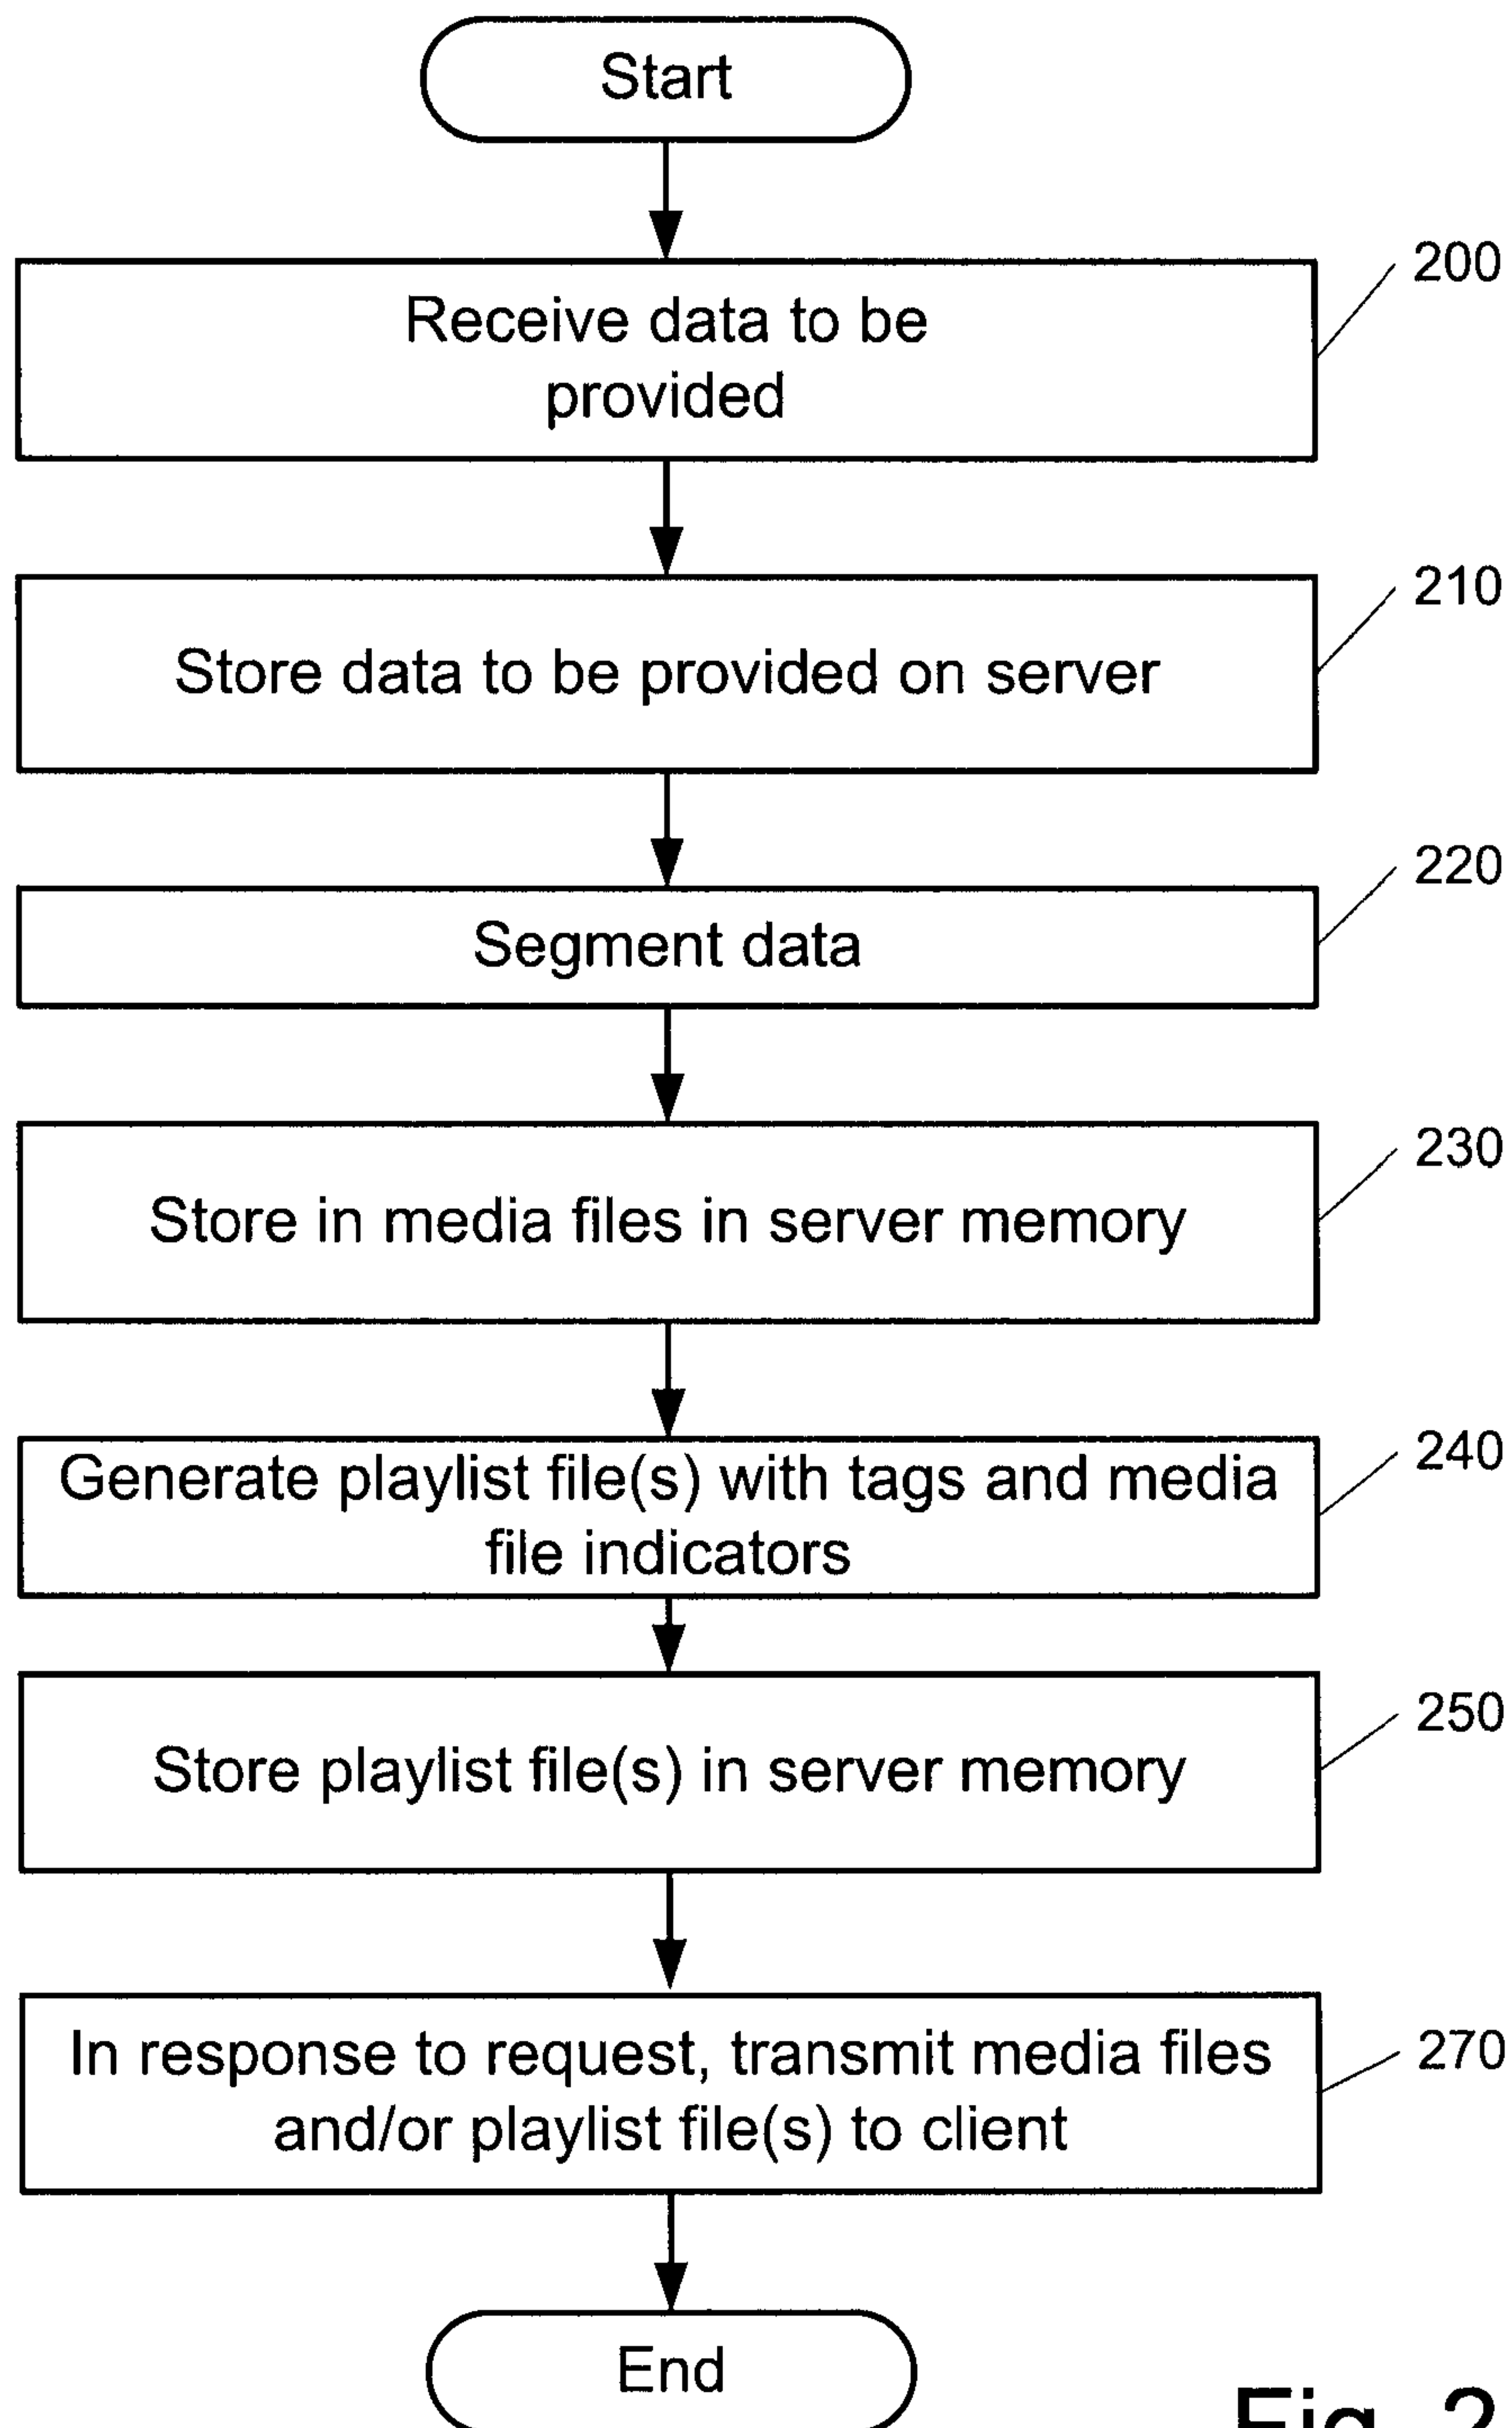 Start
200
Receive data to be
provided
210
Store data to be provided on server
220
Segment data
230
Store in media files in server memory
240
Generate playlist file(s) with tags and media
file indicators
250
Store playlist file(s) in server memory
270
In response to request, transmit media files
and/or playlist file(s) to client
End
Fig. 2